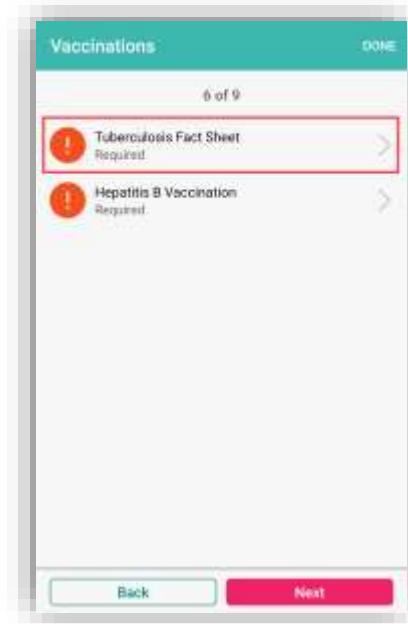 Vaccinations DONE
6 of 9
!
Tuberculosis Fact Sheet
Required
!
Hepatitis B Vaccination
Required
Back Next